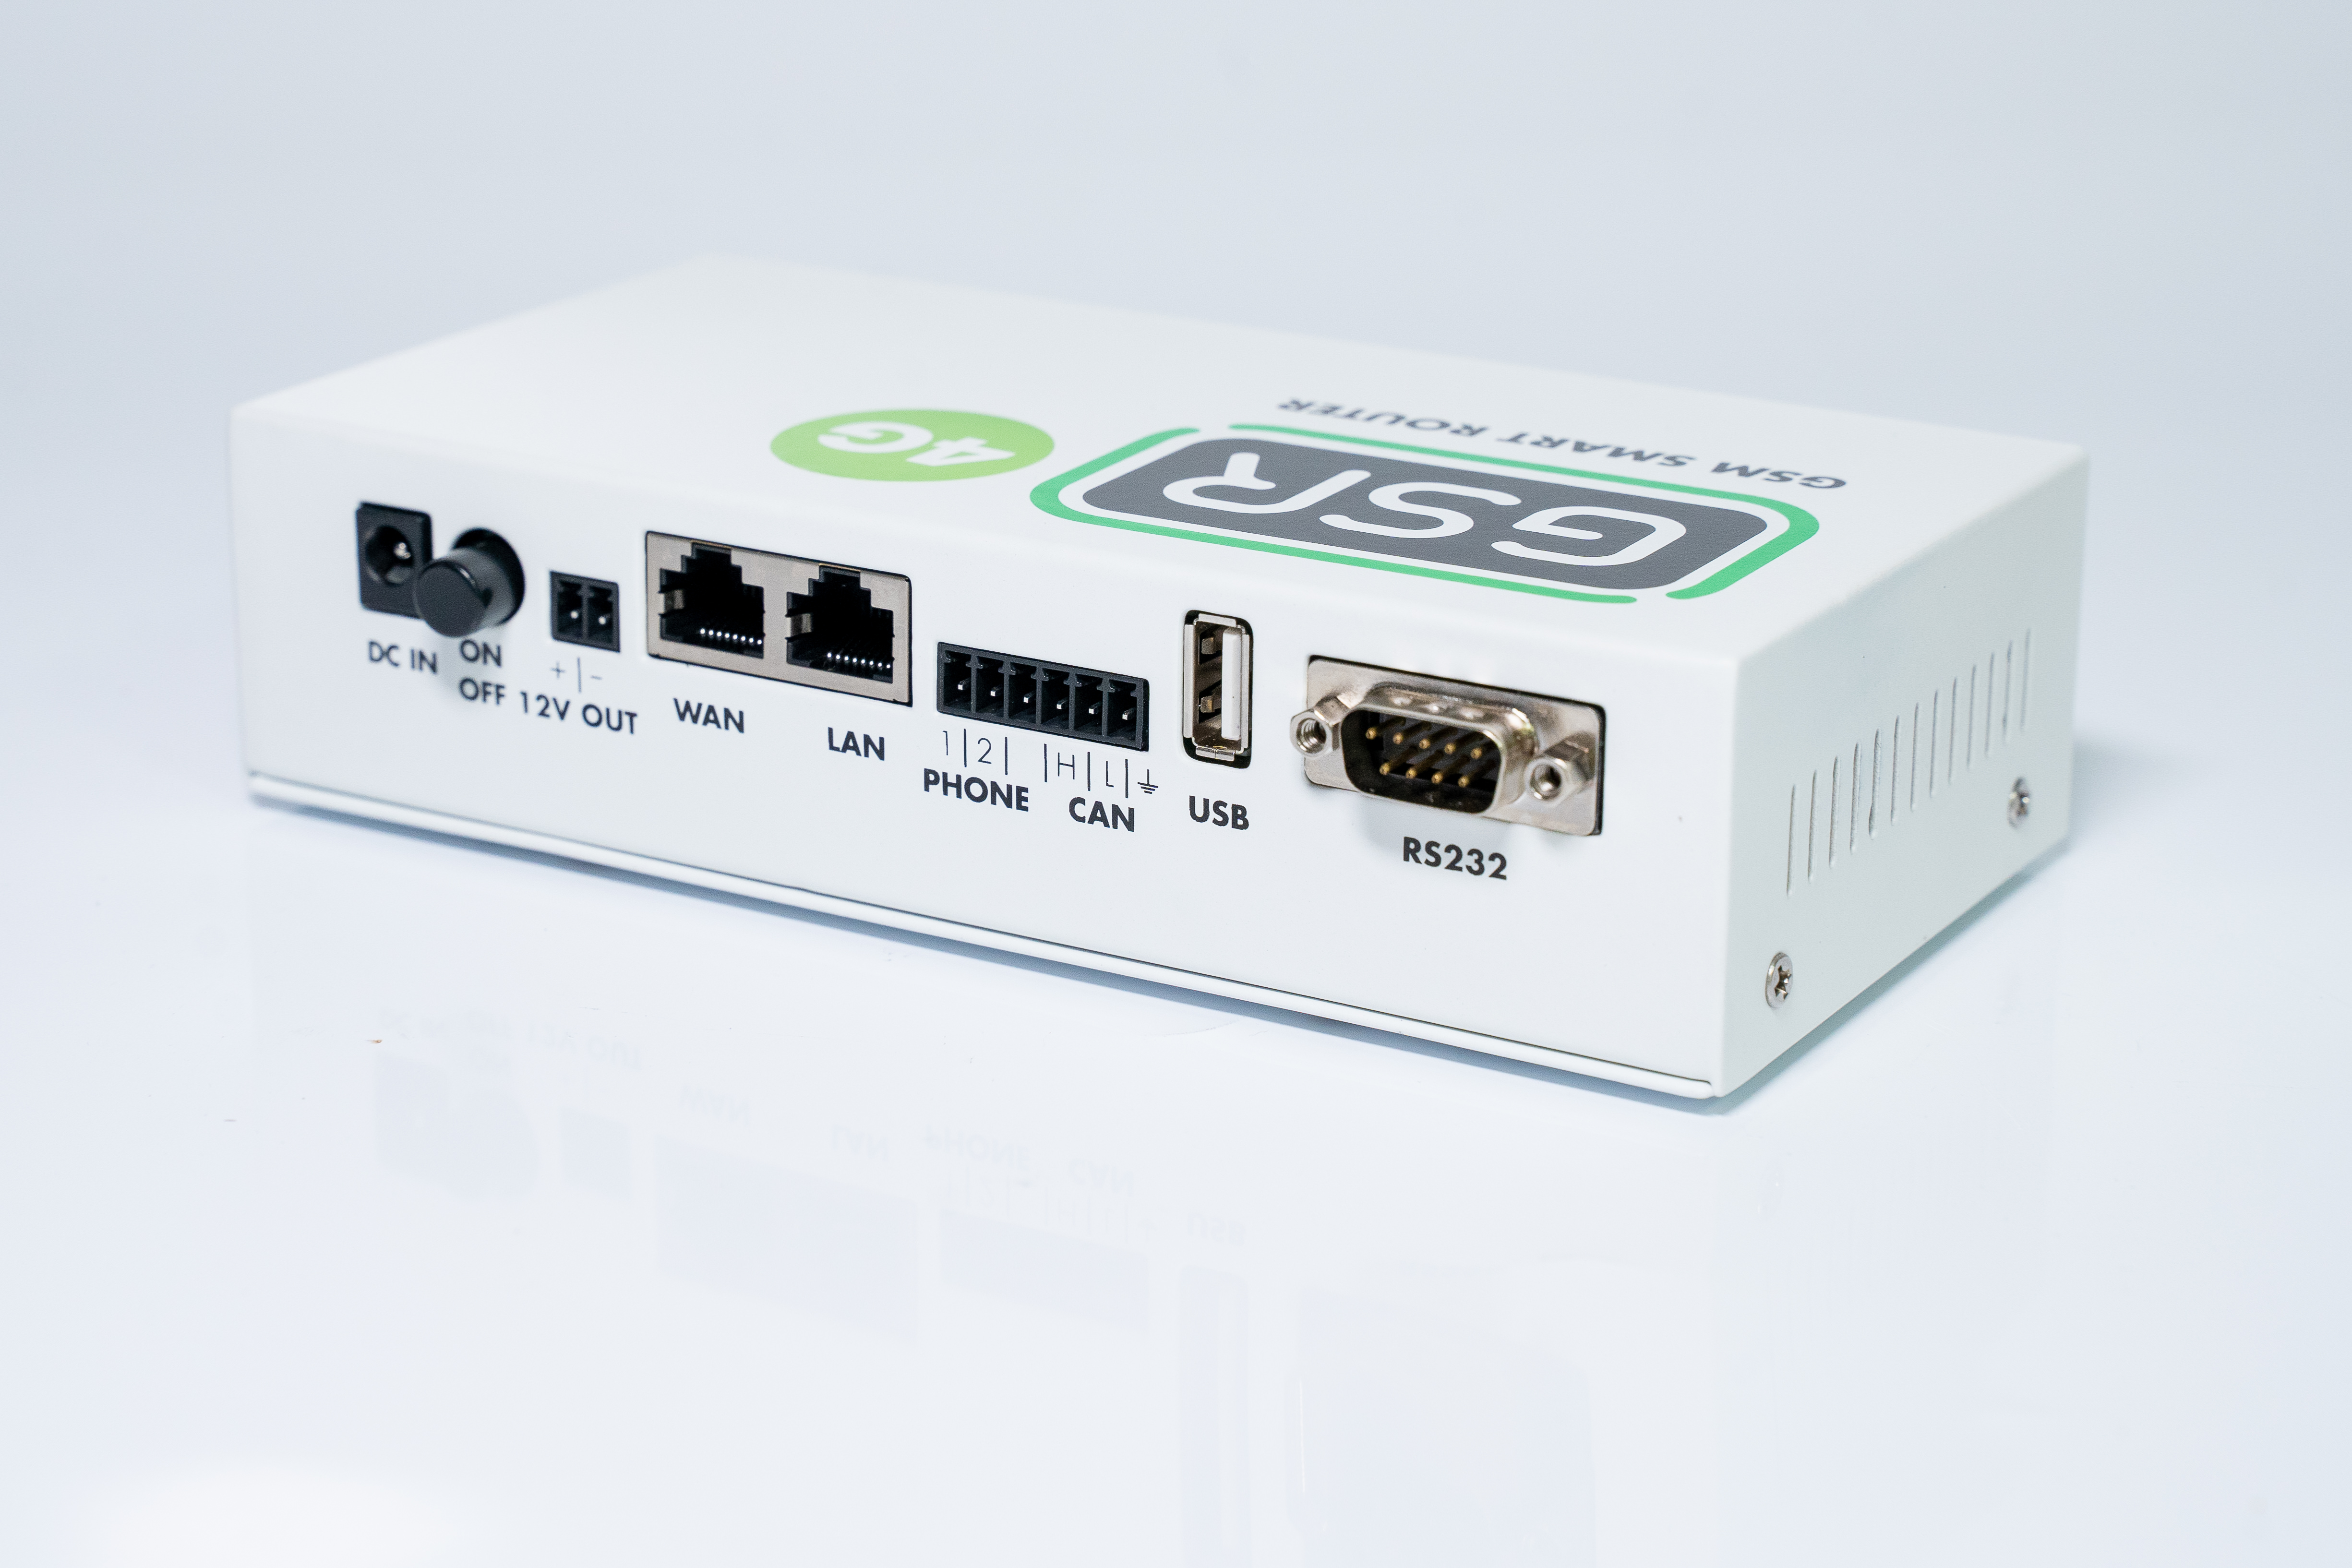 GSM SMART ROUTER
GSR
4G
DC IN
ON
OFF
+ | -
12V OUT
WAN
LAN
1 | 2 |
PHONE
| H | L | ⏚
CAN
USB
RS232